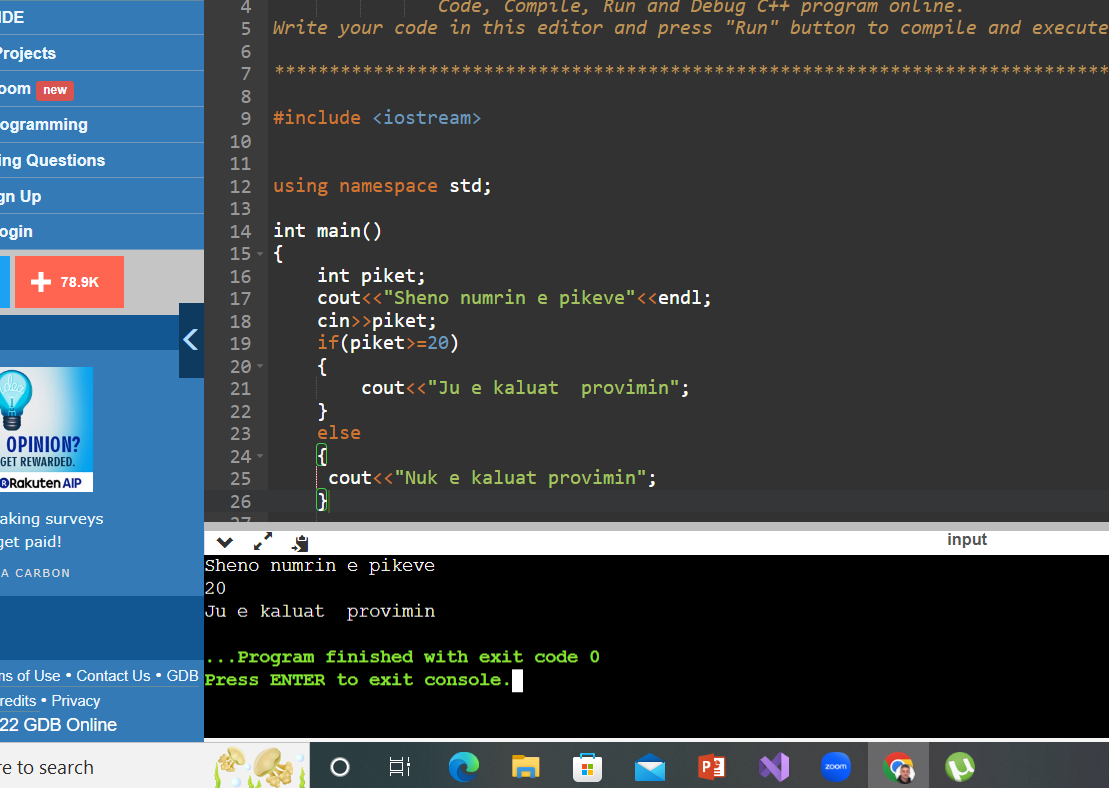 IDE
Projects
oom new
ogramming
ing Questions
gn Up
ogin
78.9K
OPINION?
GET REWARDED.
Rakuten AIP
aking surveys
get paid!
A CARBON
ms of Use • Contact Us • GDB
redits • Privacy
22 GDB Online
4 Code, Compile, Run and Debug C++ program online.
5 Write your code in this editor and press "Run" button to compile and execute
6
7 *******************************************************************************
8
9 #include <iostream>
10
11
12 using namespace std;
13
14 int main()
15 {
16 int piket;
17 cout<<"Sheno numrin e pikeve"<<endl;
18 cin>>piket;
19 if(piket>=20)
20 {
21 cout<<"Ju e kaluat  provimin";
22 }
23 else
24 {
25 cout<<"Nuk e kaluat provimin";
26 }
27
input
Sheno numrin e pikeve
20
Ju e kaluat  provimin
...Program finished with exit code 0
Press ENTER to exit console.
re to search
zoom